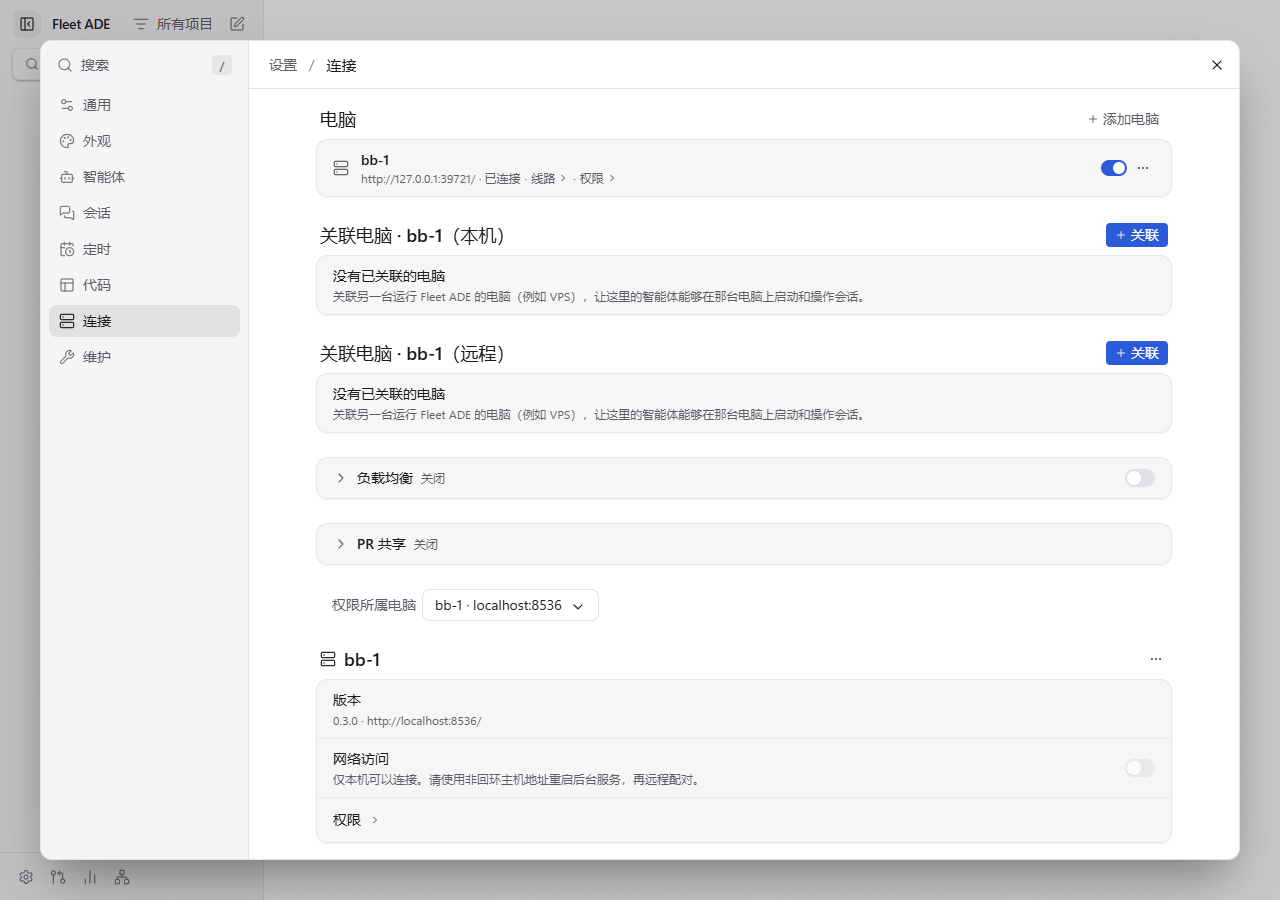 Fleet ADE
所有项目
搜索
/
通用
外观
智能体
会话
定时
代码
连接
维护
设置 / 连接
电脑
+ 添加电脑
bb-1
http://127.0.0.1:39721/ · 已连接 · 线路 > · 权限 >
关联电脑 · bb-1（本机）
+ 关联
没有已关联的电脑
关联另一台运行 Fleet ADE 的电脑（例如 VPS），让这里的智能体能够在那台电脑上启动和操作会话。
关联电脑 · bb-1（远程）
+ 关联
没有已关联的电脑
关联另一台运行 Fleet ADE 的电脑（例如 VPS），让这里的智能体能够在那台电脑上启动和操作会话。
负载均衡 关闭
PR 共享 关闭
权限所属电脑 bb-1 · localhost:8536
bb-1
版本
0.3.0 · http://localhost:8536/
网络访问
仅本机可以连接。请使用非回环主机地址重启后台服务，再远程配对。
权限 >